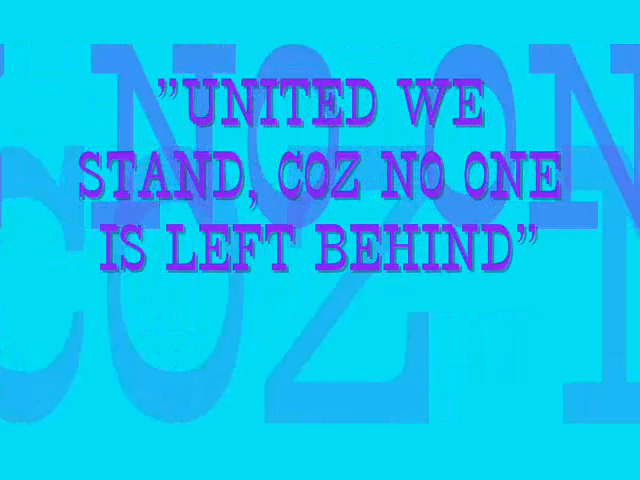 "UNITED WE
STAND, COZ NO ONE
IS LEFT BEHIND"